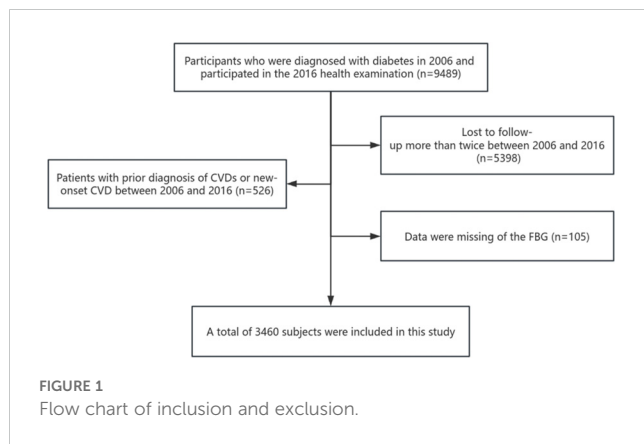 Participants who were diagnosed with diabetes in 2006 and
participated in the 2016 health examination (n=9489)
Lost to follow-
up more than twice between 2006 and 2016
(n=5398)
Patients with prior diagnosis of CVDs or new-
onset CVD between 2006 and 2016 (n=526)
Data were missing of the FBG (n=105)
A total of 3460 subjects were included in this study
FIGURE 1
Flow chart of inclusion and exclusion.